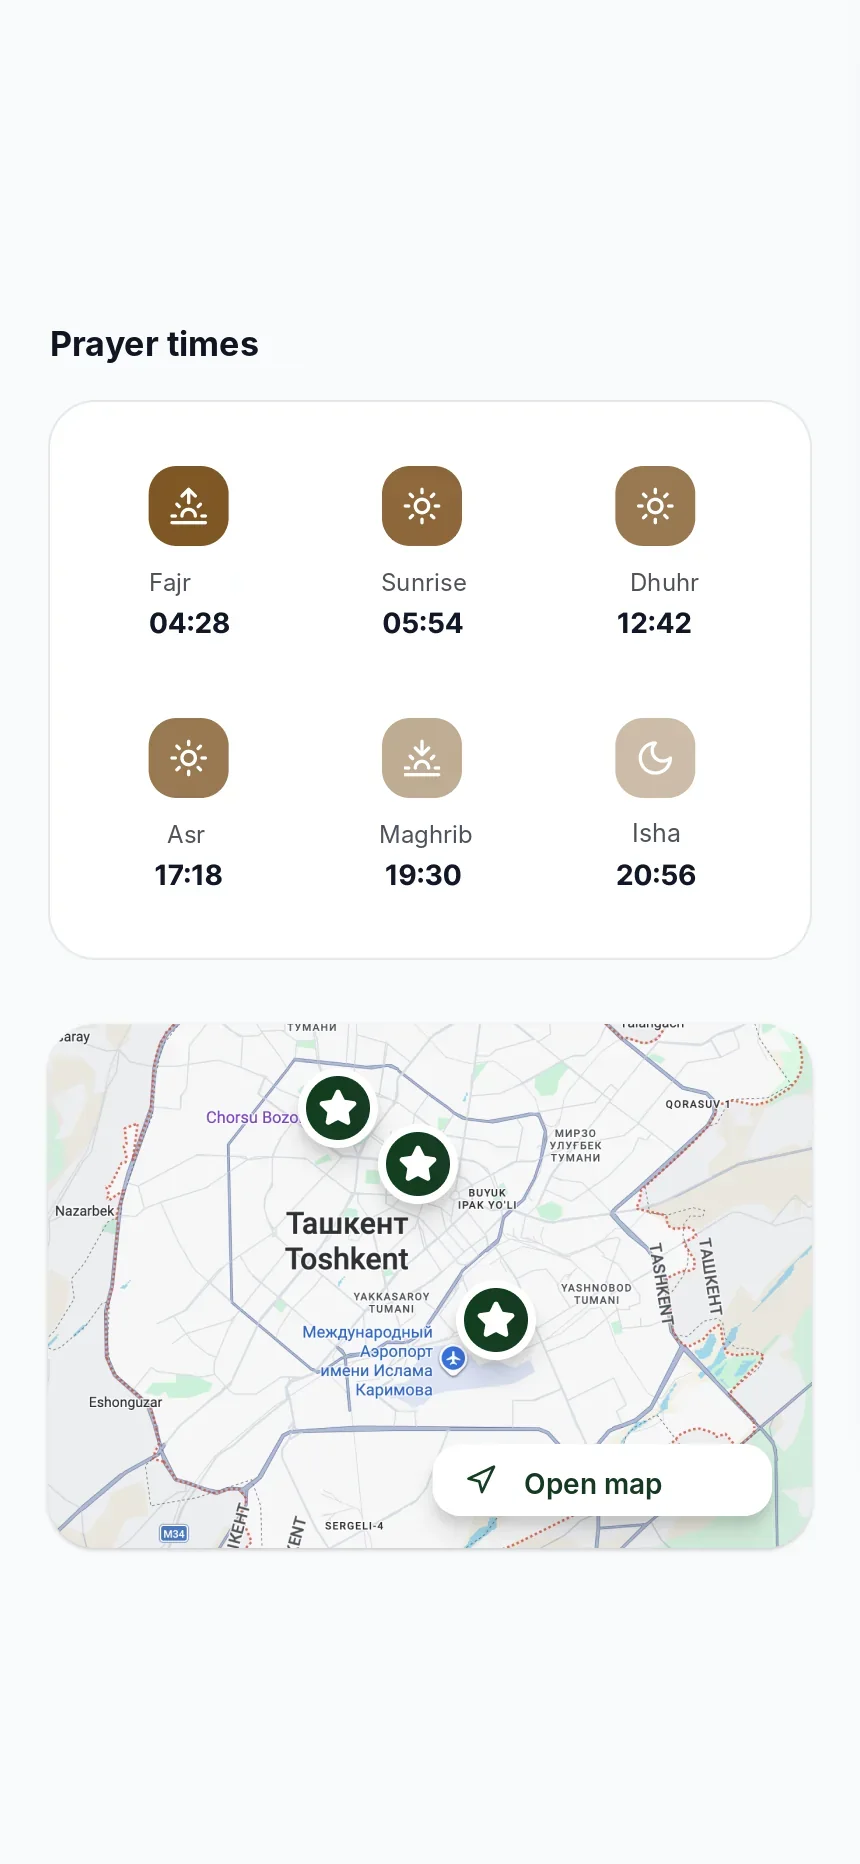 Prayer times
Fajr
04:28
Sunrise
05:54
Dhuhr
12:42
Asr
17:18
Maghrib
19:30
Isha
20:56
ТУМАНИ
Chorsu Bozo
QORASUV-1
МИРЗО
УЛУҒБЕК
ТУМАНИ
BUYUK
IPAK YO'LI
Nazarbek
Ташкент
Toshkent
TASHKENT
ТАШКЕНТ
YASHNOBOD
TUMANI
YAKKASAROY
TUMANI
Международный
Аэропорт
имени Ислама
Каримова
Eshonguzar
Open map
SERGELI-4
M34